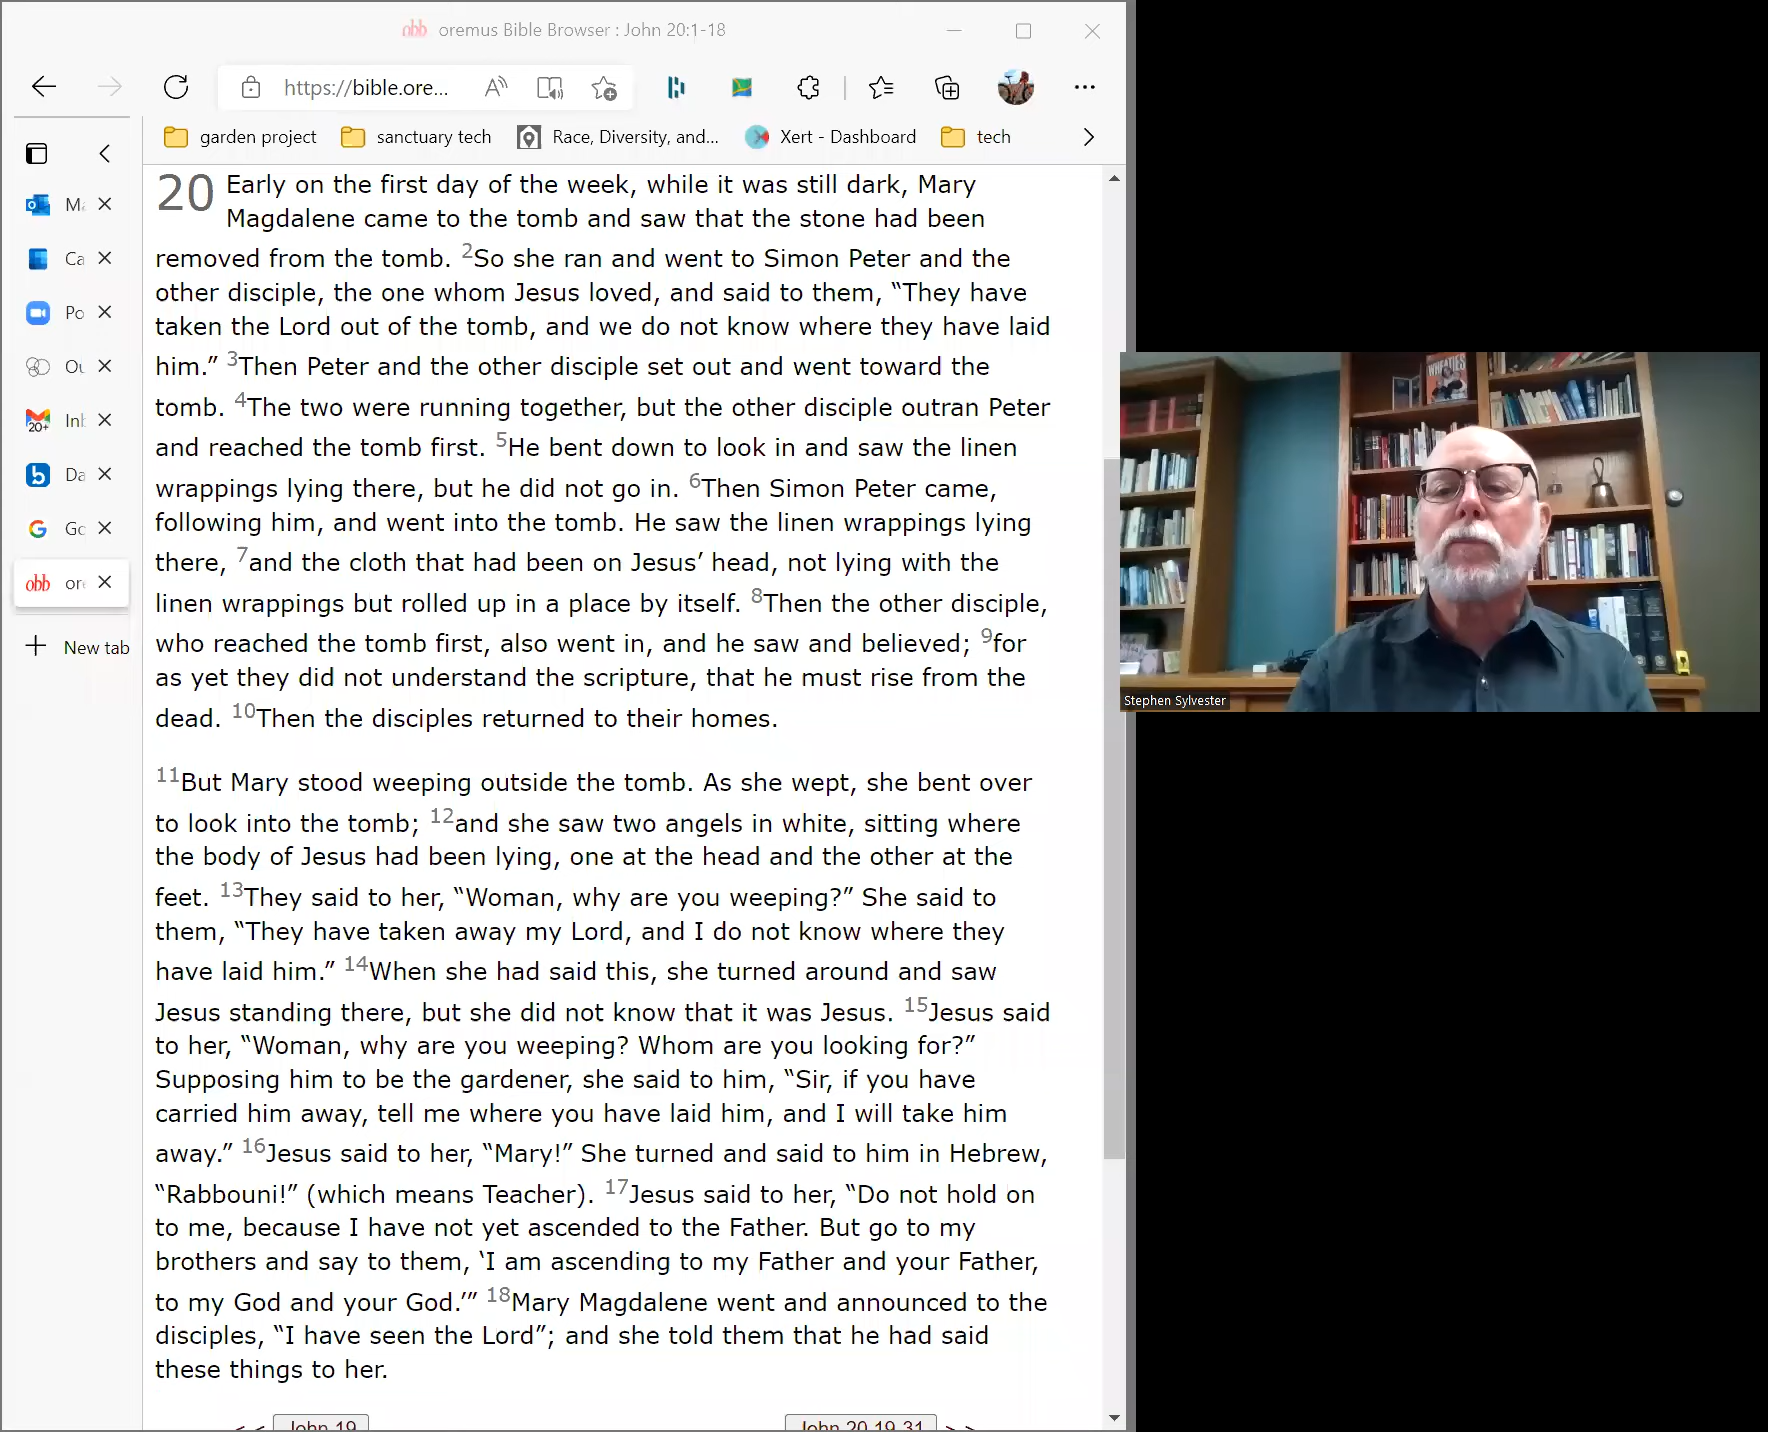 obb oremus Bible Browser : John 20:1-18
https://bible.ore...
garden project sanctuary tech Race, Diversity, and... Xert - Dashboard tech
Ma
Ca
Po
Ou
20+ Inb
Da
Go
obb ore
New tab
20 Early on the first day of the week, while it was still dark, Mary
Magdalene came to the tomb and saw that the stone had been
removed from the tomb. 2So she ran and went to Simon Peter and the
other disciple, the one whom Jesus loved, and said to them, “They have
taken the Lord out of the tomb, and we do not know where they have laid
him.” 3Then Peter and the other disciple set out and went toward the
tomb. 4The two were running together, but the other disciple outran Peter
and reached the tomb first. 5He bent down to look in and saw the linen
wrappings lying there, but he did not go in. 6Then Simon Peter came,
following him, and went into the tomb. He saw the linen wrappings lying
there, 7and the cloth that had been on Jesus’ head, not lying with the
linen wrappings but rolled up in a place by itself. 8Then the other disciple,
who reached the tomb first, also went in, and he saw and believed; 9for
as yet they did not understand the scripture, that he must rise from the
dead. 10Then the disciples returned to their homes.
11But Mary stood weeping outside the tomb. As she wept, she bent over
to look into the tomb; 12and she saw two angels in white, sitting where
the body of Jesus had been lying, one at the head and the other at the
feet. 13They said to her, “Woman, why are you weeping?” She said to
them, “They have taken away my Lord, and I do not know where they
have laid him.” 14When she had said this, she turned around and saw
Jesus standing there, but she did not know that it was Jesus. 15Jesus said
to her, “Woman, why are you weeping? Whom are you looking for?”
Supposing him to be the gardener, she said to him, “Sir, if you have
carried him away, tell me where you have laid him, and I will take him
away.” 16Jesus said to her, “Mary!” She turned and said to him in Hebrew,
“Rabbouni!” (which means Teacher). 17Jesus said to her, “Do not hold on
to me, because I have not yet ascended to the Father. But go to my
brothers and say to them, ‘I am ascending to my Father and your Father,
to my God and your God.’” 18Mary Magdalene went and announced to the
disciples, “I have seen the Lord”; and she told them that he had said
these things to her.
<< John 19 John 20.19-31 >>
WHEATIES
Stephen Sylvester